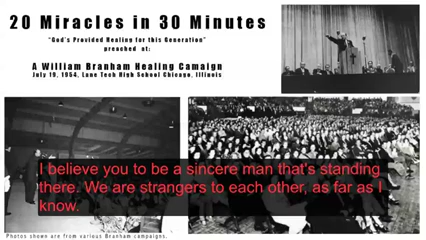 20 Miracles in 30 Minutes
"God's Provided Healing for this Generation"
preached at:
A William Branham Healing Camaign
July 19, 1954, Lane Tech High School Chicago, Illinois
I believe you to be a sincere man that's standing
there. We are strangers to each other, as far as I
know.
Photos shown are from various Branham campaigns.